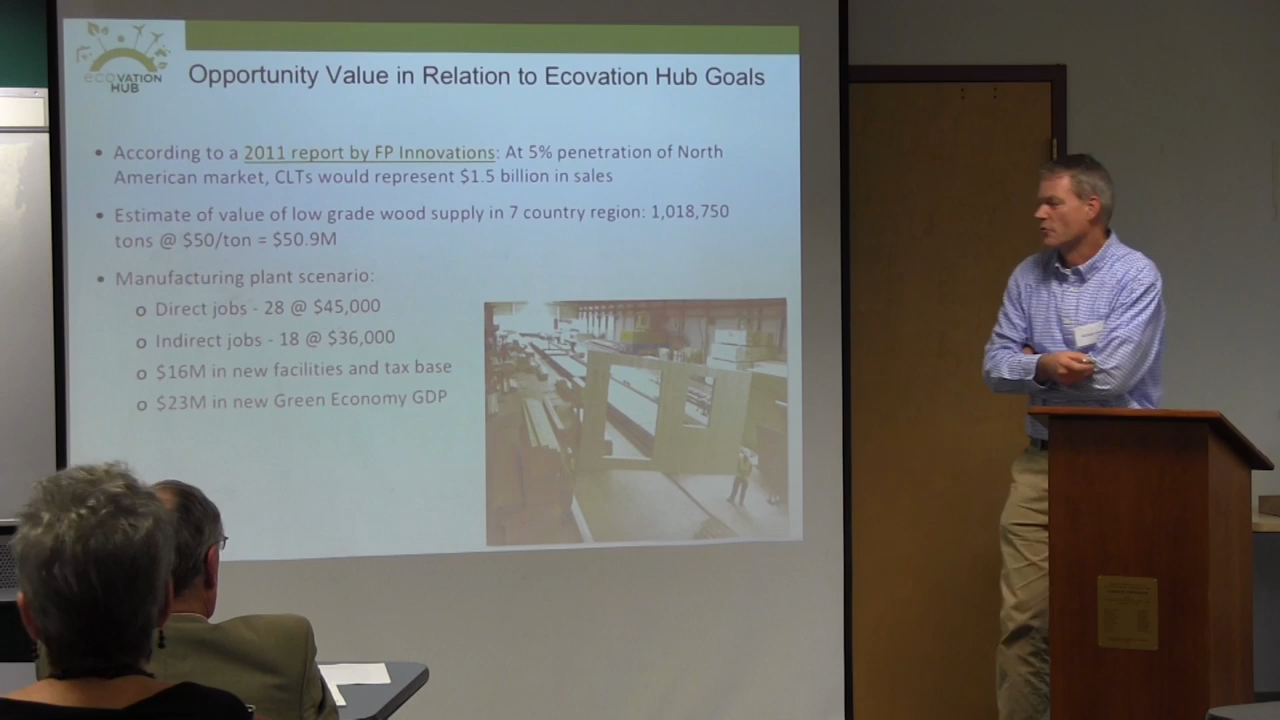 ecOVATION
HUB
Opportunity Value in Relation to Ecovation Hub Goals
• According to a 2011 report by FP Innovations: At 5% penetration of North
American market, CLTs would represent $1.5 billion in sales
• Estimate of value of low grade wood supply in 7 country region: 1,018,750
tons @ $50/ton = $50.9M
• Manufacturing plant scenario:
o Direct jobs - 28 @ $45,000
o Indirect jobs - 18 @ $36,000
o $16M in new facilities and tax base
o $23M in new Green Economy GDP